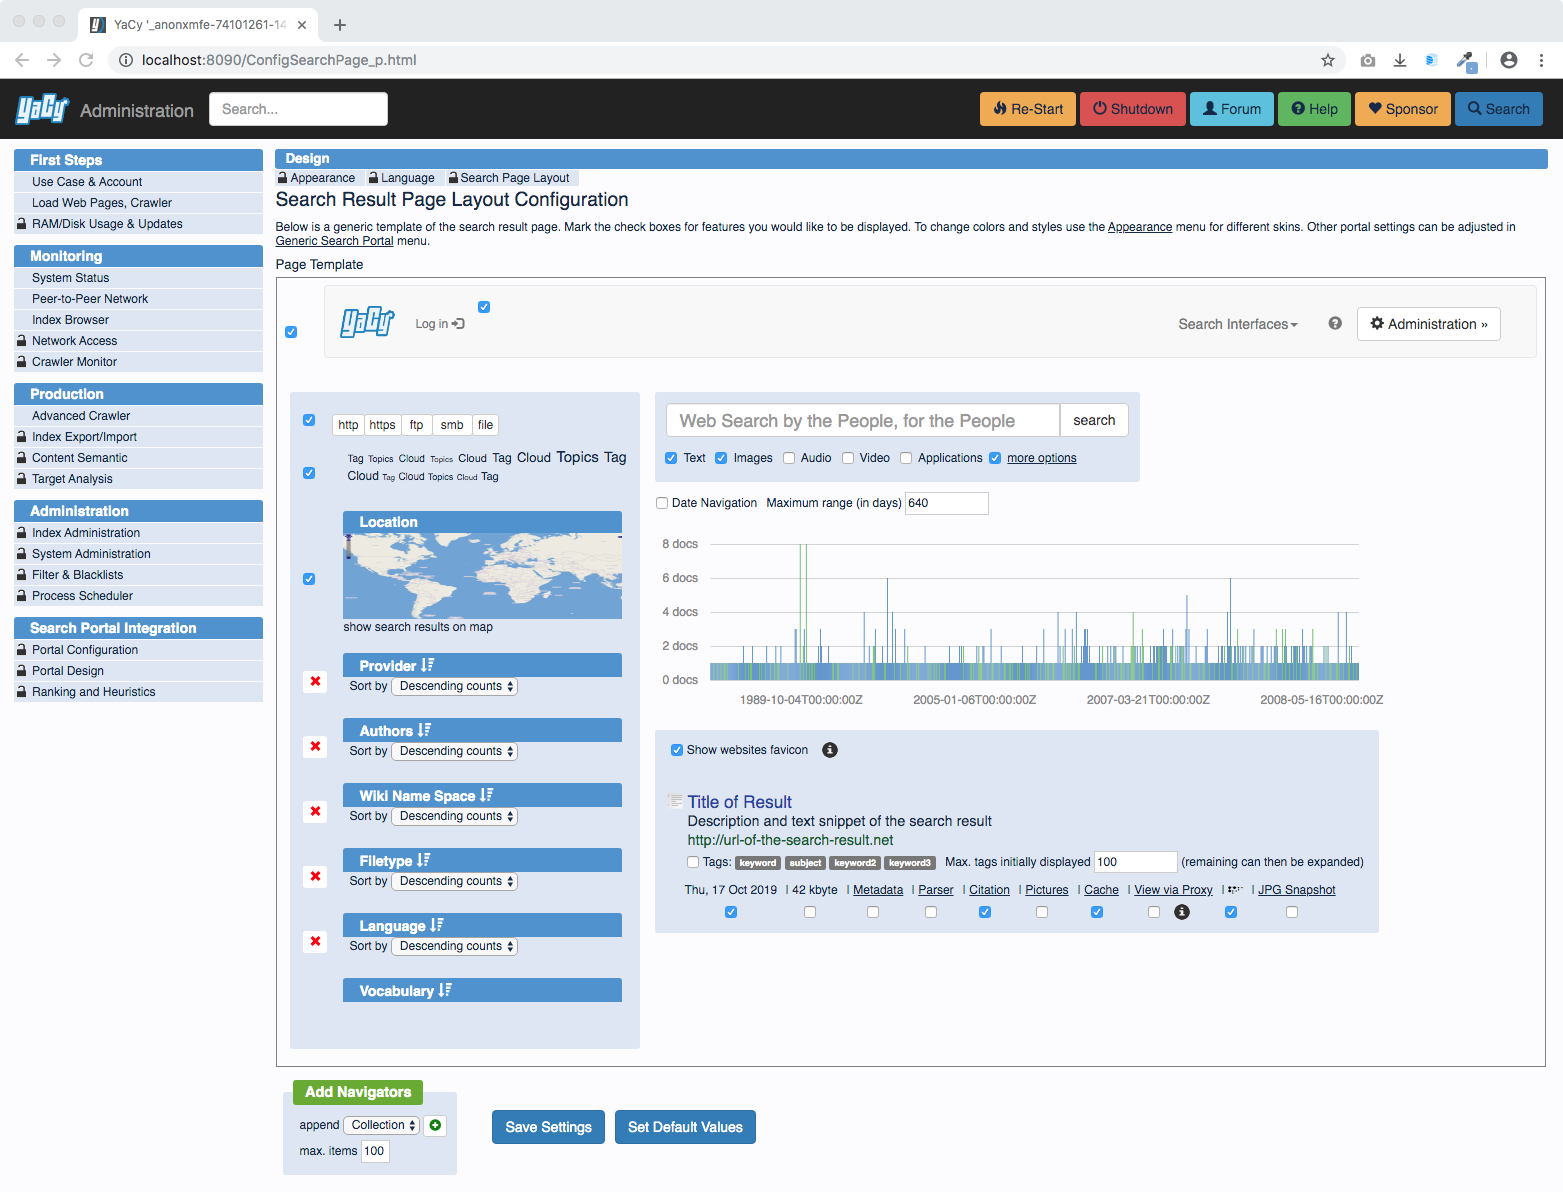 YaCy '_anonxmfe-74101261-14
localhost:8090/ConfigSearchPage_p.html
YaCy Administration Search... Re-Start Shutdown Forum Help Sponsor Search
First Steps
Use Case & Account
Load Web Pages, Crawler
RAM/Disk Usage & Updates
Monitoring
System Status
Peer-to-Peer Network
Index Browser
Network Access
Crawler Monitor
Production
Advanced Crawler
Index Export/Import
Content Semantic
Target Analysis
Administration
Index Administration
System Administration
Filter & Blacklists
Process Scheduler
Search Portal Integration
Portal Configuration
Portal Design
Ranking and Heuristics
Design
Appearance Language Search Page Layout
Search Result Page Layout Configuration
Below is a generic template of the search result page. Mark the check boxes for features you would like to be displayed. To change colors and styles use the Appearance menu for different skins. Other portal settings can be adjusted in
Generic Search Portal menu.
Page Template
YaCy Log in Search Interfaces Administration »
http https ftp smb file
Tag Topics Cloud Topics Cloud Tag Cloud Topics Tag
Cloud Tag Cloud Topics Cloud Tag
Location
show search results on map
Provider
Sort by Descending counts
Authors
Sort by Descending counts
Wiki Name Space
Sort by Descending counts
Filetype
Sort by Descending counts
Language
Sort by Descending counts
Vocabulary
Web Search by the People, for the People search
Text Images Audio Video Applications more options
Date Navigation Maximum range (in days) 640
8 docs
6 docs
4 docs
2 docs
0 docs
1989-10-04T00:00:00Z 2005-01-06T00:00:00Z 2007-03-21T00:00:00Z 2008-05-16T00:00:00Z
Show websites favicon
Title of Result
Description and text snippet of the search result
http://url-of-the-search-result.net
Tags: keyword subject keyword2 keyword3 Max. tags initially displayed 100 (remaining can then be expanded)
Thu, 17 Oct 2019 | 42 kbyte | Metadata | Parser | Citation | Pictures | Cache | View via Proxy | | JPG Snapshot
Add Navigators
append Collection
max. items 100
Save Settings Set Default Values